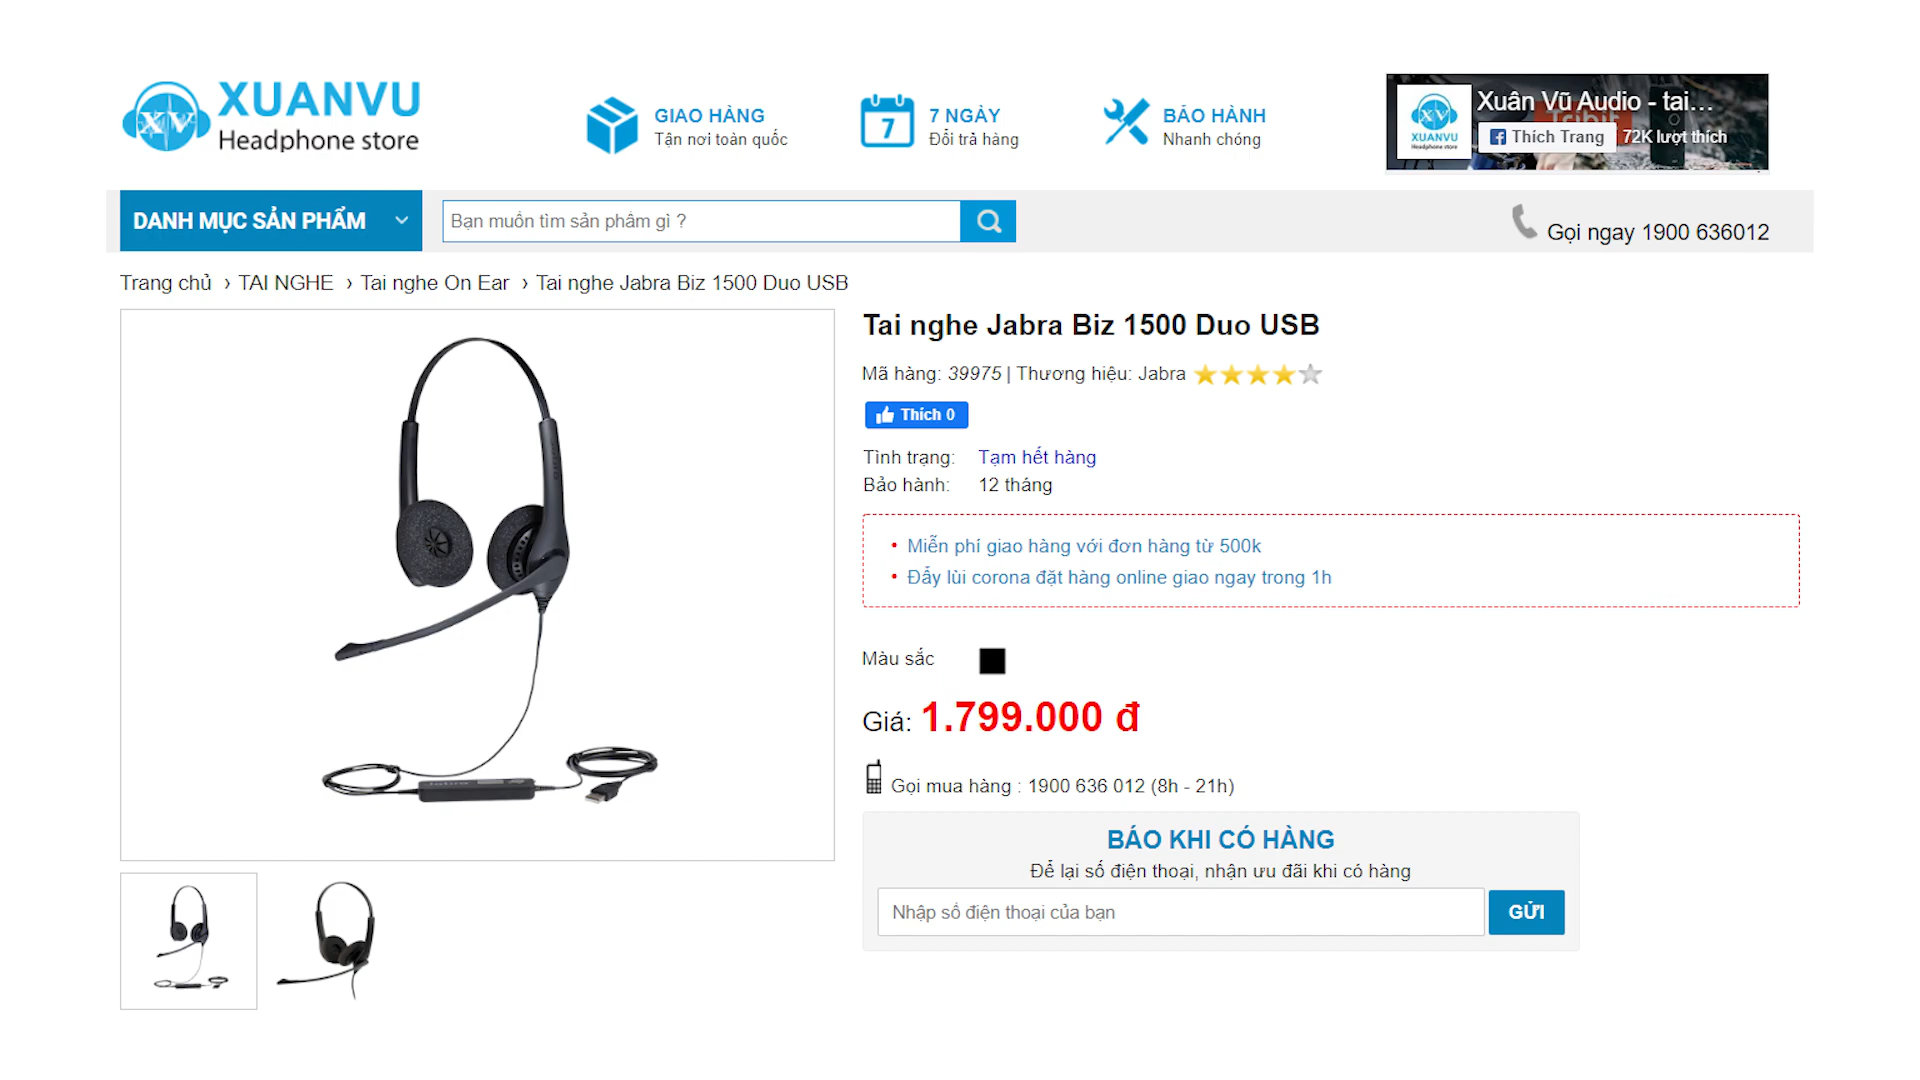 XUANVU
Headphone store
XV
GIAO HÀNG
Tận nơi toàn quốc
7
7 NGÀY
Đổi trả hàng
BẢO HÀNH
Nhanh chóng
Xuân Vũ Audio - tai...
XV
XUANVU
Headphone store
Thích Trang
72K lượt thích
DANH MỤC SẢN PHẨM
Bạn muốn tìm sản phẩm gì ?
Gọi ngay 1900 636012
Trang chủ › TAI NGHE › Tai nghe On Ear › Tai nghe Jabra Biz 1500 Duo USB
Tai nghe Jabra Biz 1500 Duo USB
Mã hàng: 39975 | Thương hiệu: Jabra
Thích 0
Tình trạng: Tạm hết hàng
Bảo hành: 12 tháng
• Miễn phí giao hàng với đơn hàng từ 500k
• Đẩy lùi corona đặt hàng online giao ngay trong 1h
Màu sắc
Giá: 1.799.000 đ
Gọi mua hàng : 1900 636 012 (8h - 21h)
BÁO KHI CÓ HÀNG
Để lại số điện thoại, nhận ưu đãi khi có hàng
Nhập số điện thoại của bạn
GỬI